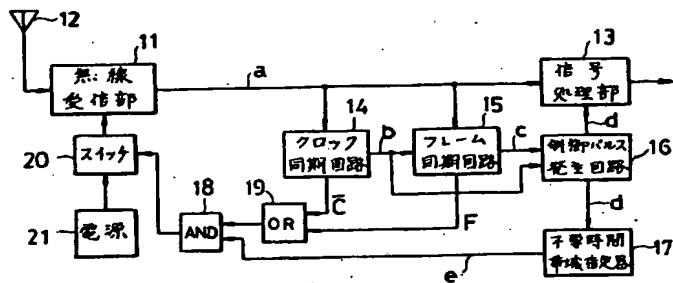 12
11
無線
受信部
a
13
信号
処理部
14
クロック
同期回路
b
15
フレーム
同期回路
c
d
制御パルス
発生回路
16
20
スイッチ
18
AND
19
OR
C̅
F
d
21
電源
e
不要時間
帯域指定器
17